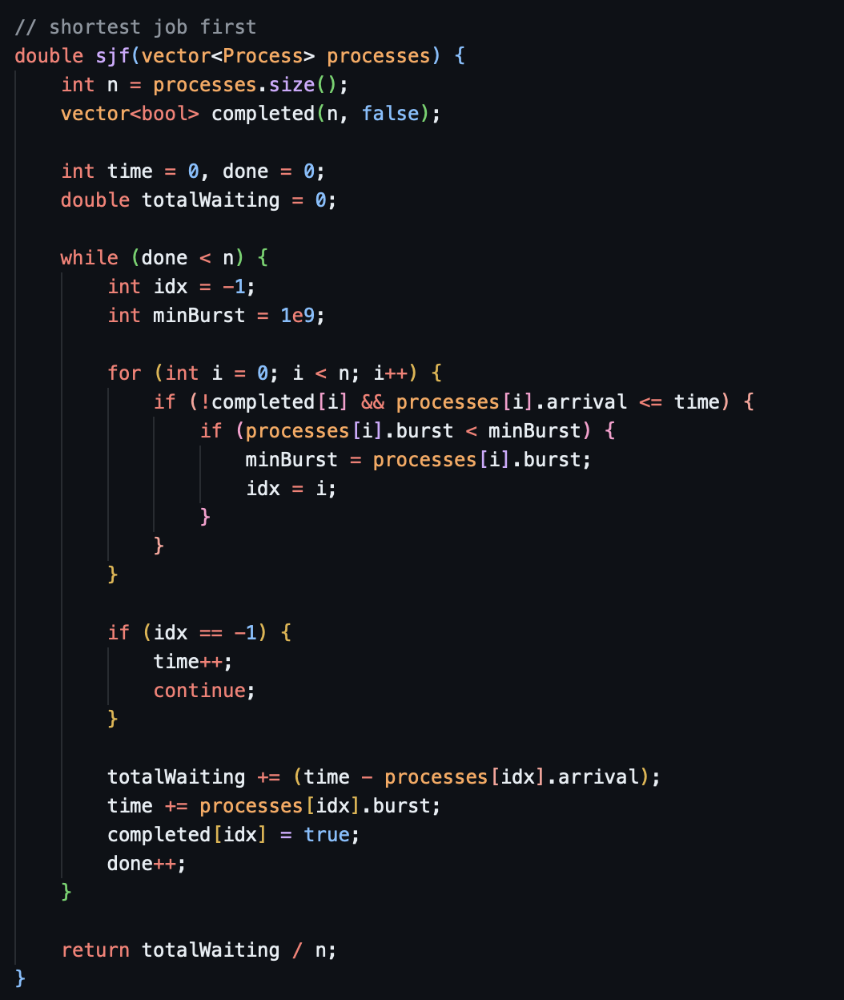 // shortest job first
double sjf(vector<Process> processes) {
    int n = processes.size();
    vector<bool> completed(n, false);

    int time = 0, done = 0;
    double totalWaiting = 0;

    while (done < n) {
        int idx = -1;
        int minBurst = 1e9;

        for (int i = 0; i < n; i++) {
            if (!completed[i] && processes[i].arrival <= time) {
                if (processes[i].burst < minBurst) {
                    minBurst = processes[i].burst;
                    idx = i;
                }
            }
        }

        if (idx == -1) {
            time++;
            continue;
        }

        totalWaiting += (time - processes[idx].arrival);
        time += processes[idx].burst;
        completed[idx] = true;
        done++;
    }

    return totalWaiting / n;
}